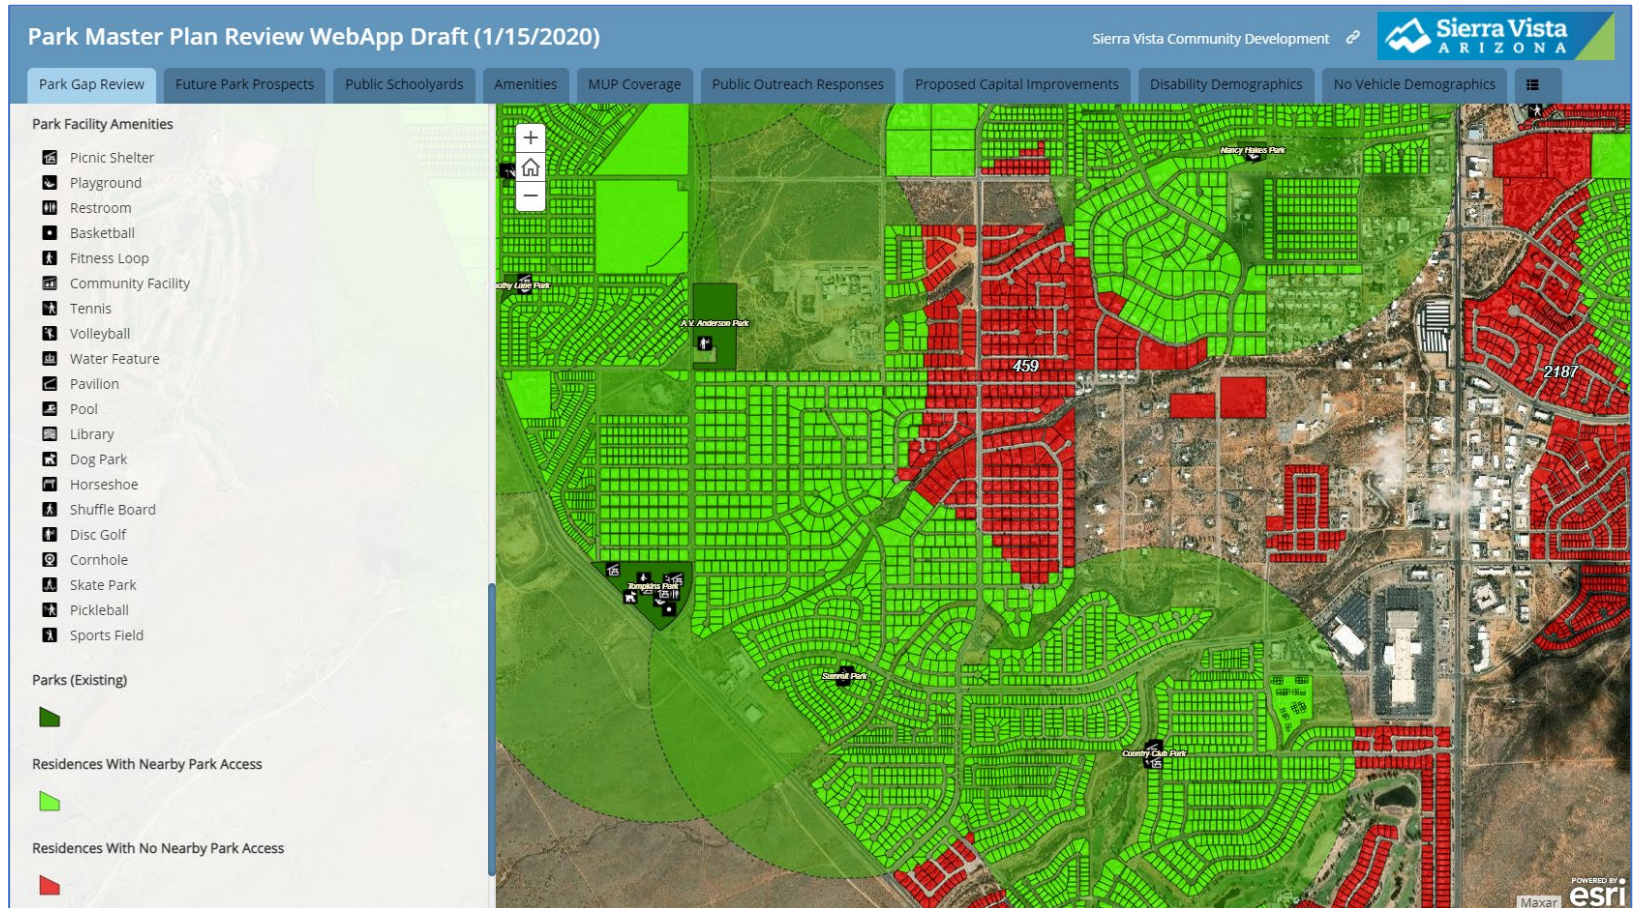 Park Master Plan Review WebApp Draft (1/15/2020)
Sierra Vista Community Development
Sierra Vista
ARIZONA
Park Gap Review
Future Park Prospects
Public Schoolyards
Amenities
MUP Coverage
Public Outreach Responses
Proposed Capital Improvements
Disability Demographics
No Vehicle Demographics
Park Facility Amenities
Picnic Shelter
Playground
Restroom
Basketball
Fitness Loop
Community Facility
Tennis
Volleyball
Water Feature
Pavilion
Pool
Library
Dog Park
Horseshoe
Shuffle Board
Disc Golf
Cornhole
Skate Park
Pickleball
Sports Field
Parks (Existing)
Residences With Nearby Park Access
Residences With No Nearby Park Access
+
−
Nancy Hakes Park
othy Lane Park
A.V. Anderson Park
459
2187
Tompkins Park
Summit Park
Country Club Park
Maxar
POWERED BY
esri